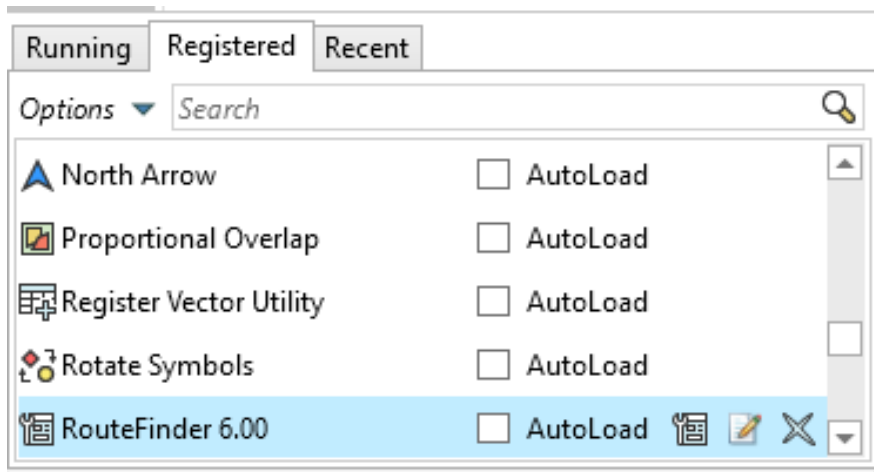 Running Registered Recent
Options Search
North Arrow AutoLoad
Proportional Overlap AutoLoad
Register Vector Utility AutoLoad
Rotate Symbols AutoLoad
RouteFinder 6.00 AutoLoad